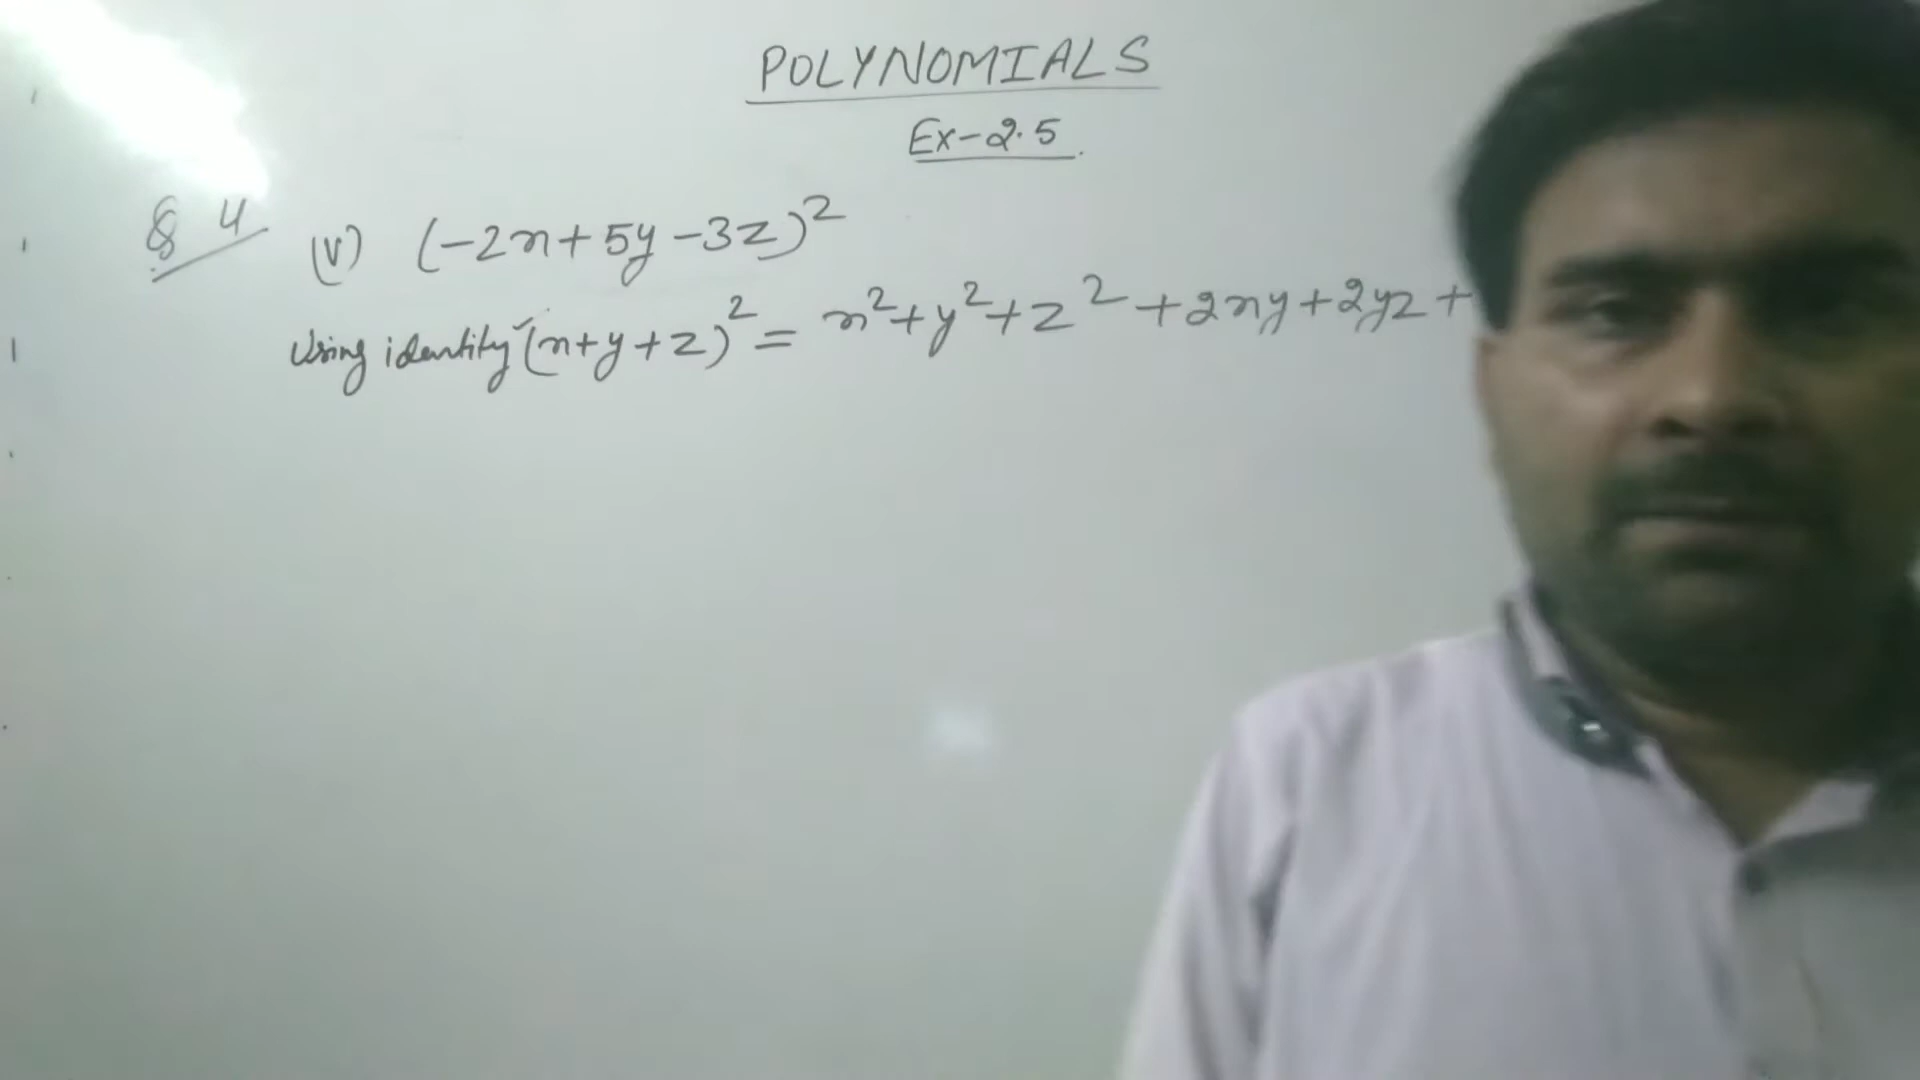 POLYNOMIALS
Ex-2.5
Q 4 (V) (-2x+5y-3z)²
Using identity (x+y+z)² = x²+y²+z²+2xy+2yz+